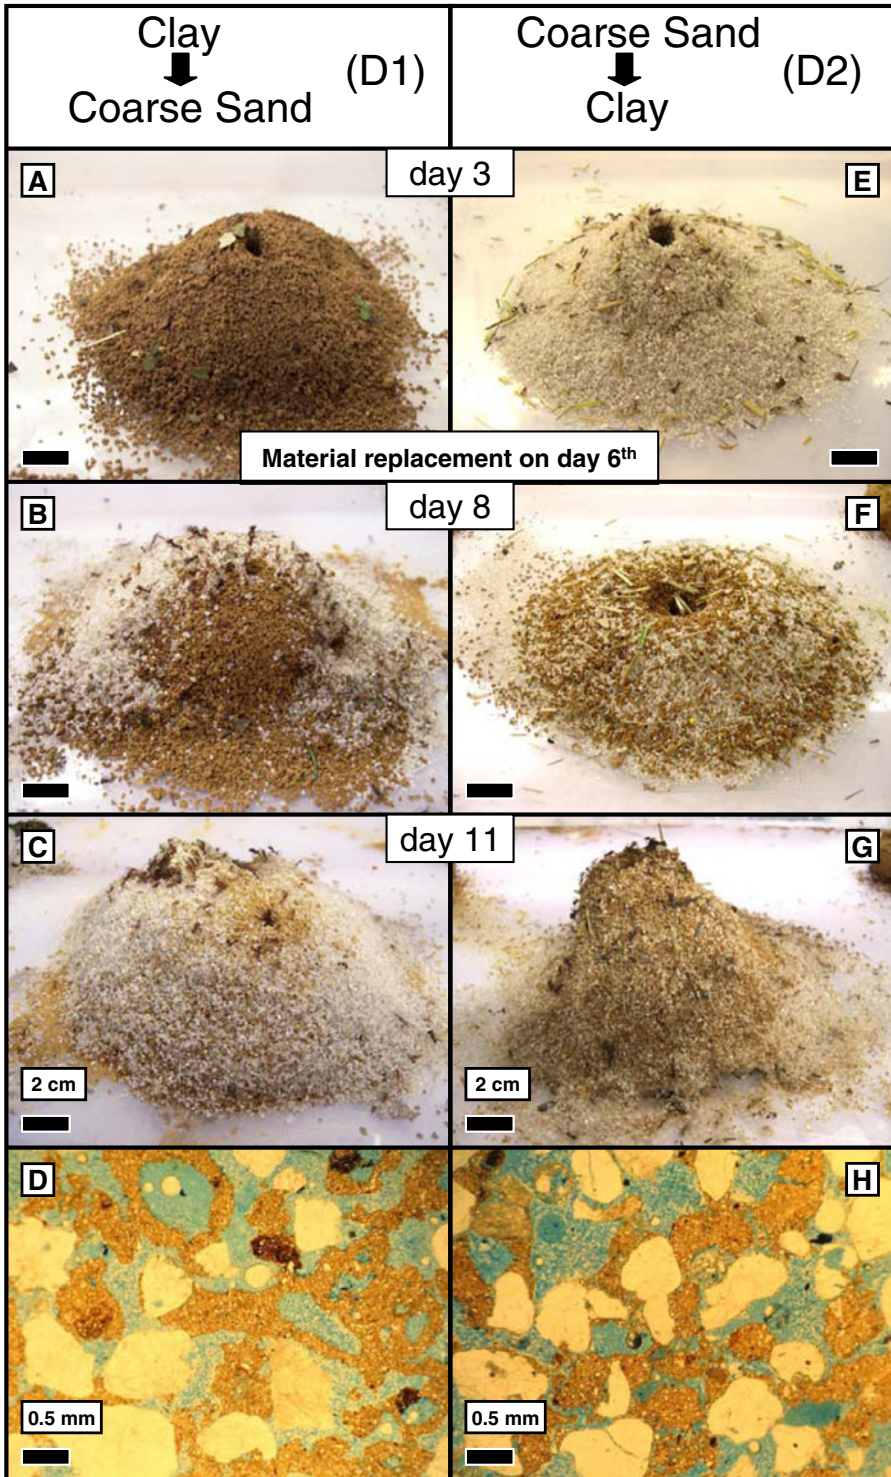 Clay
Coarse Sand
(D1)
Coarse Sand
Clay
(D2)
A
day 3
E
Material replacement on day 6th
B
day 8
F
C
day 11
G
2 cm
2 cm
D
H
0.5 mm
0.5 mm